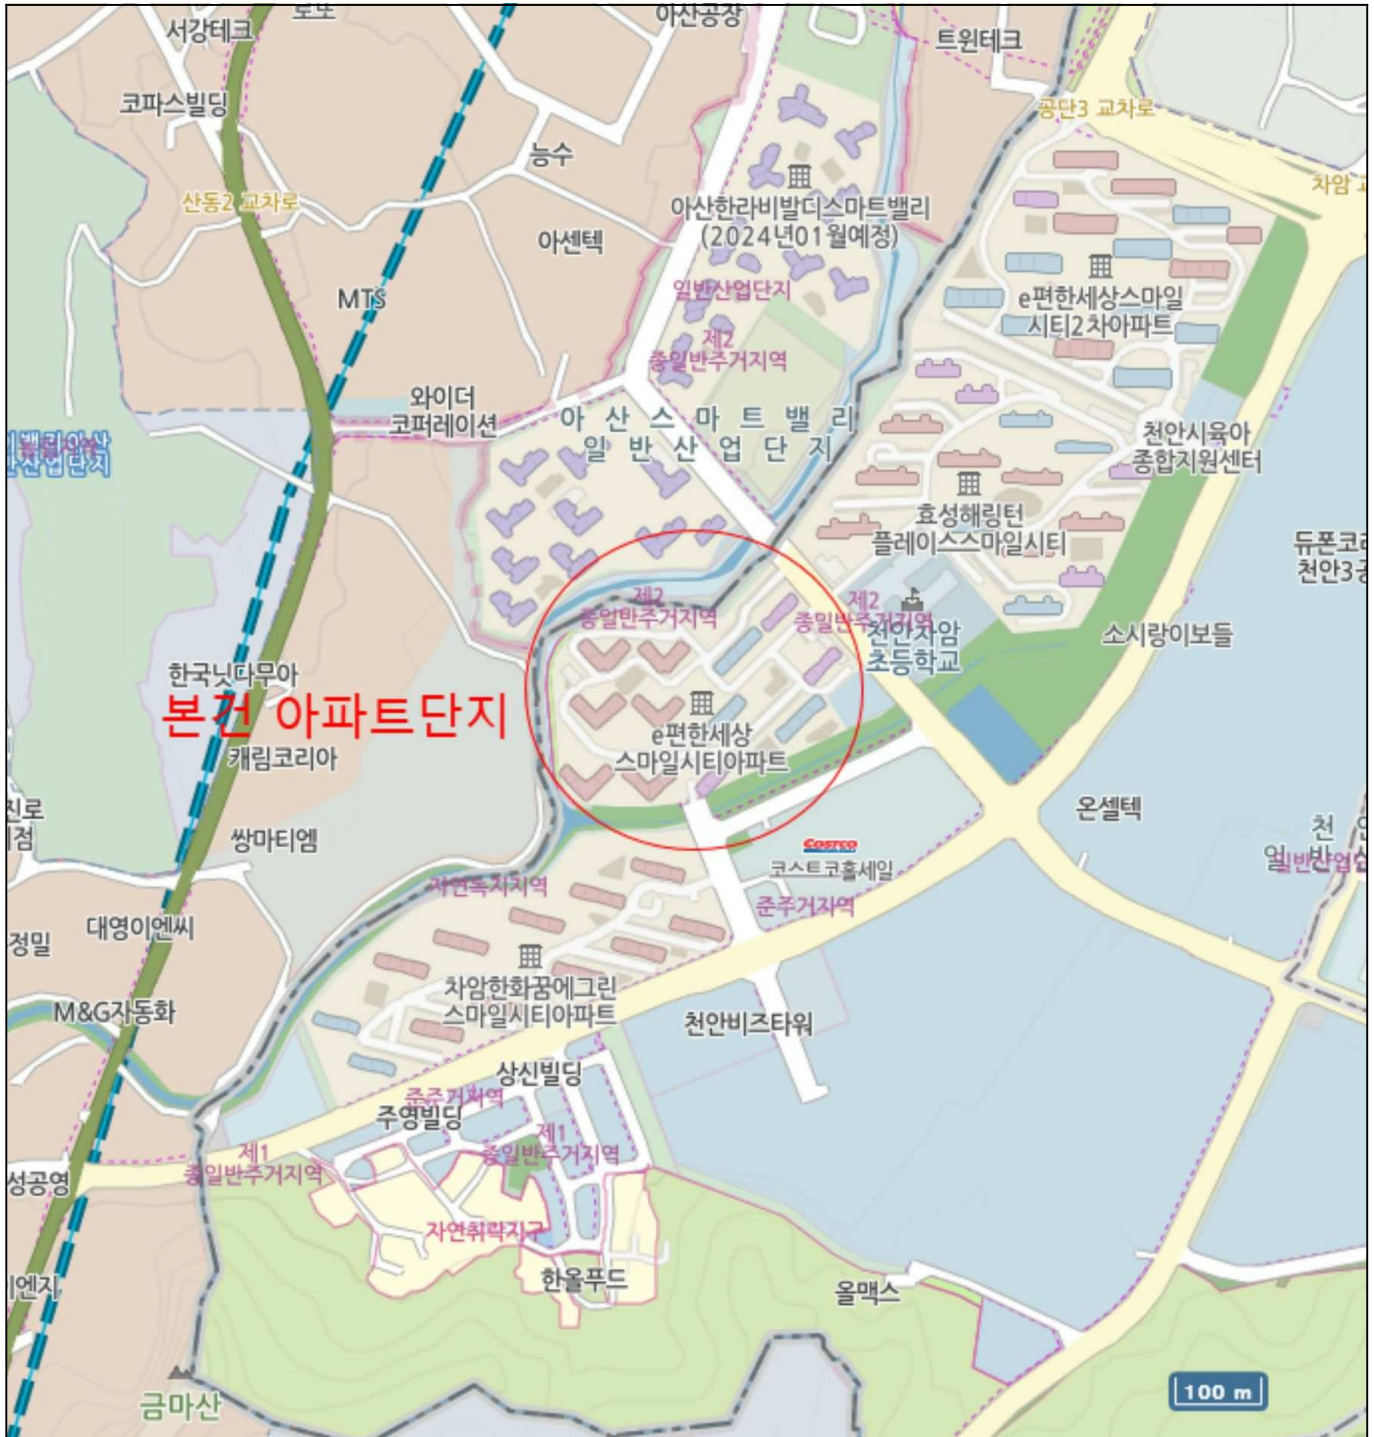 로또
서강테크
아산공장
트윈테크
코파스빌딩
공단3 교차로
능수
아산한라비발디스마트밸리
(2024년01월예정)
차암
산동2 교차로
아센텍
MTS
일반산업단지
e편한세상스마일
시티2차아파트
제2
종일반주거지역
와이더
코퍼레이션
아산스마트밸리
일반산업단지
천안시육아
종합지원센터
효성해링턴
플레이스스마일시티
듀폰코
천안3공
제2
종일반주거지역
제2
종일반주거지역
천안차암
초등학교
소시랑이보들
한국닛다무아
본건 아파트단지
e편한세상
스마일시티아파트
캐림코리아
진로
쌍마티엠
온셀텍
Costco
코스트코홀세일
자연녹지지역
준주거지역
정밀
대영이엔씨
차암한화꿈에그린
스마일시티아파트
M&G자동화
천안비즈타워
상신빌딩
준주거지역
주영빌딩
제1
종일반주거지역
제1
종일반주거지역
성공영
자연취락지구
한울푸드
올맥스
이엔지
금마산
100 m